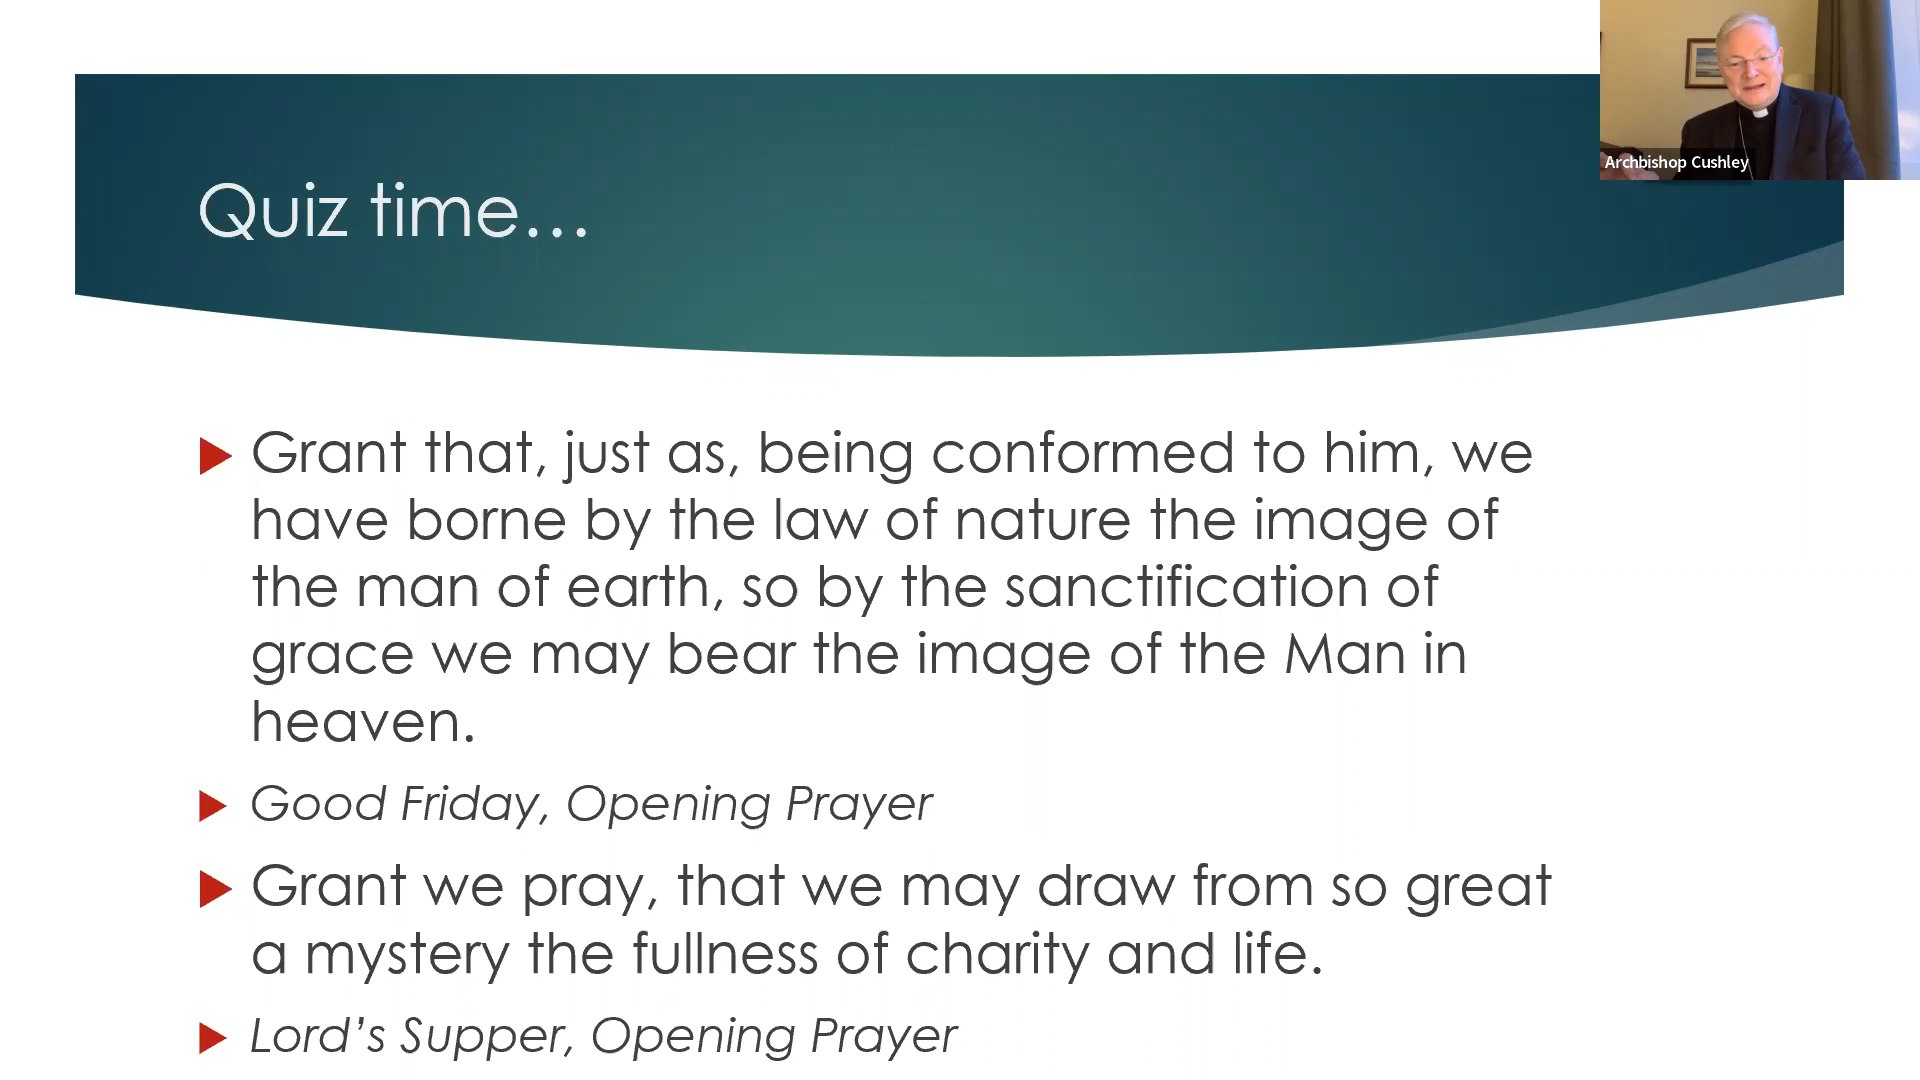 Archbishop Cushley
Quiz time...
Grant that, just as, being conformed to him, we
have borne by the law of nature the image of
the man of earth, so by the sanctification of
grace we may bear the image of the Man in
heaven.
Good Friday, Opening Prayer
Grant we pray, that we may draw from so great
a mystery the fullness of charity and life.
Lord’s Supper, Opening Prayer